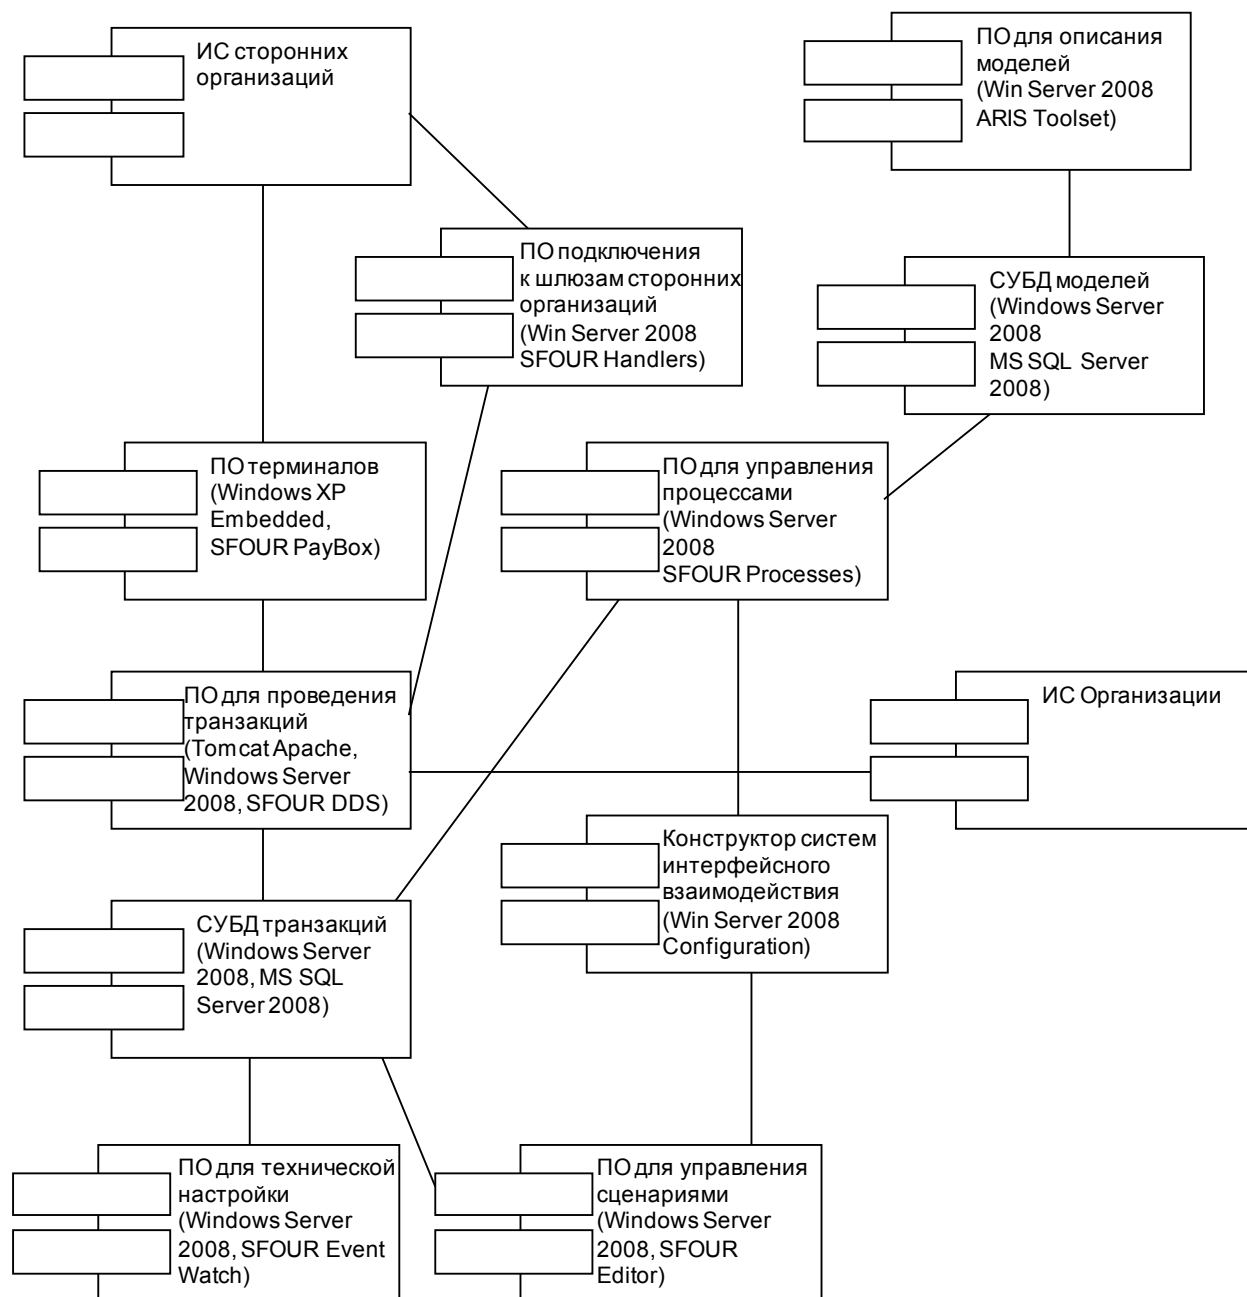 ИС сторонних
организаций
ПО для описания
моделей
(Win Server 2008
ARIS Toolset)
ПО подключения
к шлюзам сторонних
организаций
(Win Server 2008
SFOUR Handlers)
СУБД моделей
(Windows Server
2008
MS SQL Server
2008)
ПО терминалов
(Windows XP
Embedded,
SFOUR PayBox)
ПО для управления
процессами
(Windows Server
2008
SFOUR Processes)
ПО для проведения
транзакций
(Tomcat Apache,
Windows Server
2008, SFOUR DDS)
ИС Организации
Конструктор систем
интерфейсного
взаимодействия
(Win Server 2008
Configuration)
СУБД транзакций
(Windows Server
2008, MS SQL
Server 2008)
ПО для технической
настройки
(Windows Server
2008, SFOUR Event
Watch)
ПО для управления
сценариями
(Windows Server
2008, SFOUR
Editor)